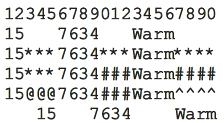 12345678901234567890
15   7634   Warm
15***7634***Warm****
15***7634###Warm####
15@@@7634###Warm^^^^
   15   7634    Warm